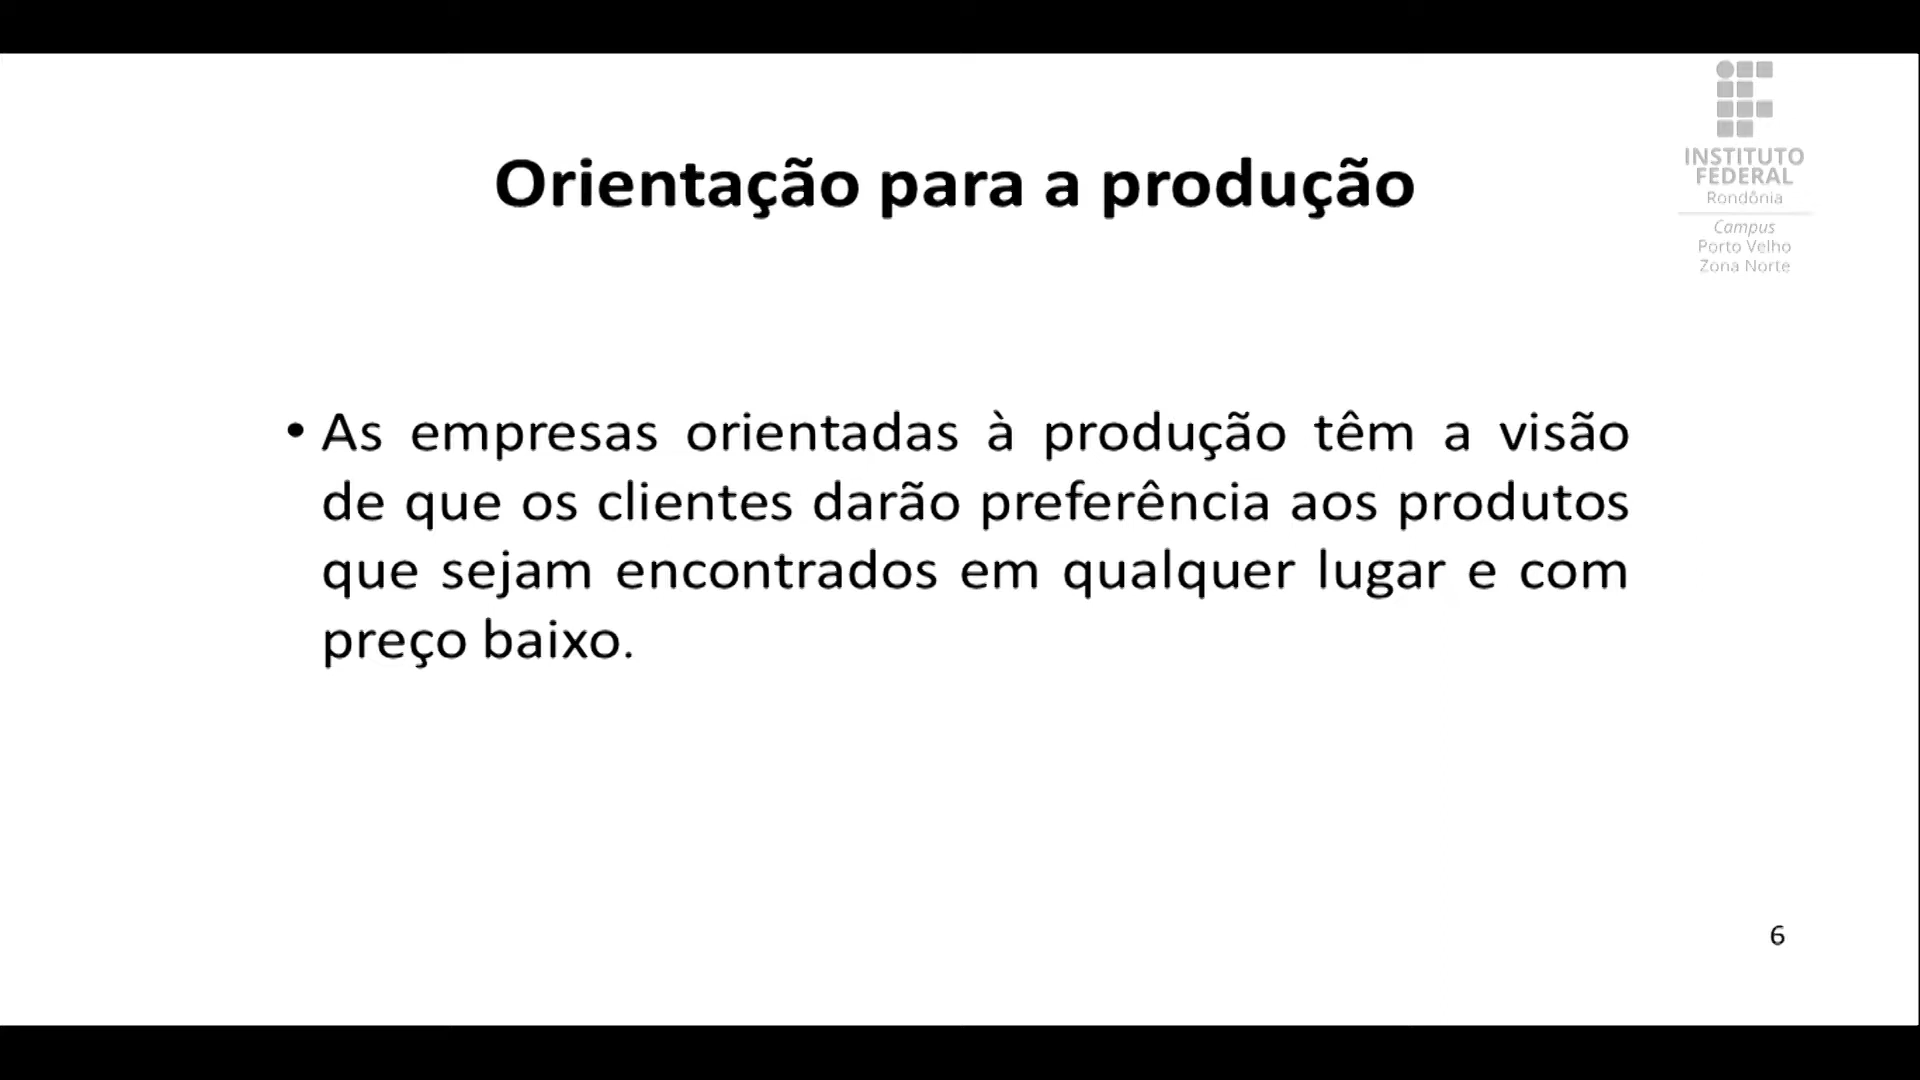 INSTITUTO
FEDERAL
Rondônia
Campus
Porto Velho
Zona Norte
Orientação para a produção
• As empresas orientadas à produção têm a visão
de que os clientes darão preferência aos produtos
que sejam encontrados em qualquer lugar e com
preço baixo.
6